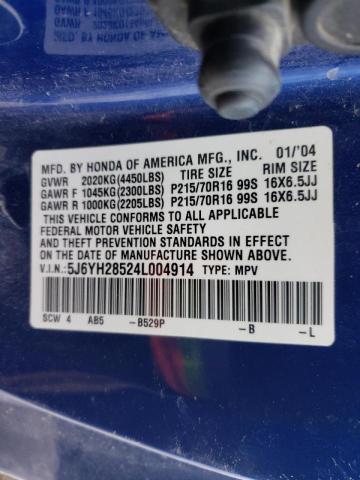 MFD. BY HONDA OF AMERICA MFG., INC. 01/'04
GVWR 2020KG(4450LBS) TIRE SIZE RIM SIZE
GAWR F 1045KG(2300LBS) P215/70R16 99S 16X6.5JJ
GAWR R 1000KG(2205LBS) P215/70R16 99S 16X6.5JJ
THIS VEHICLE CONFORMS TO ALL APPLICABLE
FEDERAL MOTOR VEHICLE SAFETY
AND THEFT PREVENTION STANDARDS IN
EFFECT ON THE DATE OF MANUFACTURE
SHOWN ABOVE.
V.I.N.:5J6YH28524L004914 TYPE: MPV
SCW 4 AB5 -B529P -B -L